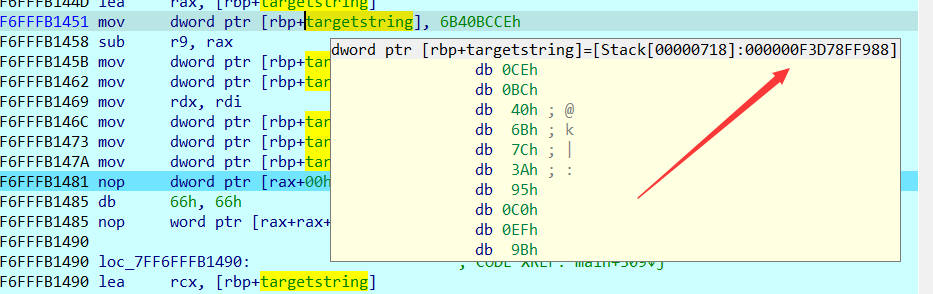 F6FFFB144D lea rax, [rbp+targetstring]
F6FFFB1451 mov dword ptr [rbp+targetstring], 6B40BCCEh
F6FFFB1458 sub r9, rax
F6FFFB145B mov dword ptr [rbp+tar
F6FFFB1462 mov dword ptr [rbp+tar
F6FFFB1469 mov rdx, rdi
F6FFFB146C mov dword ptr [rbp+tar
F6FFFB1473 mov dword ptr [rbp+tar
F6FFFB147A mov dword ptr [rbp+tar
F6FFFB1481 nop dword ptr [rax+00h
F6FFFB1485 db 66h, 66h
F6FFFB1485 nop word ptr [rax+rax+
F6FFFB1490
F6FFFB1490 loc_7FF6FFFB1490: ; CODE XREF: main+309↓j
F6FFFB1490 lea rcx, [rbp+targetstring]
dword ptr [rbp+targetstring]=[Stack[00000718]:000000F3D78FF988]
db 0CEh
db 0BCh
db 40h ; @
db 6Bh ; k
db 7Ch ; |
db 3Ah ; :
db 95h
db 0C0h
db 0EFh
db 9Bh